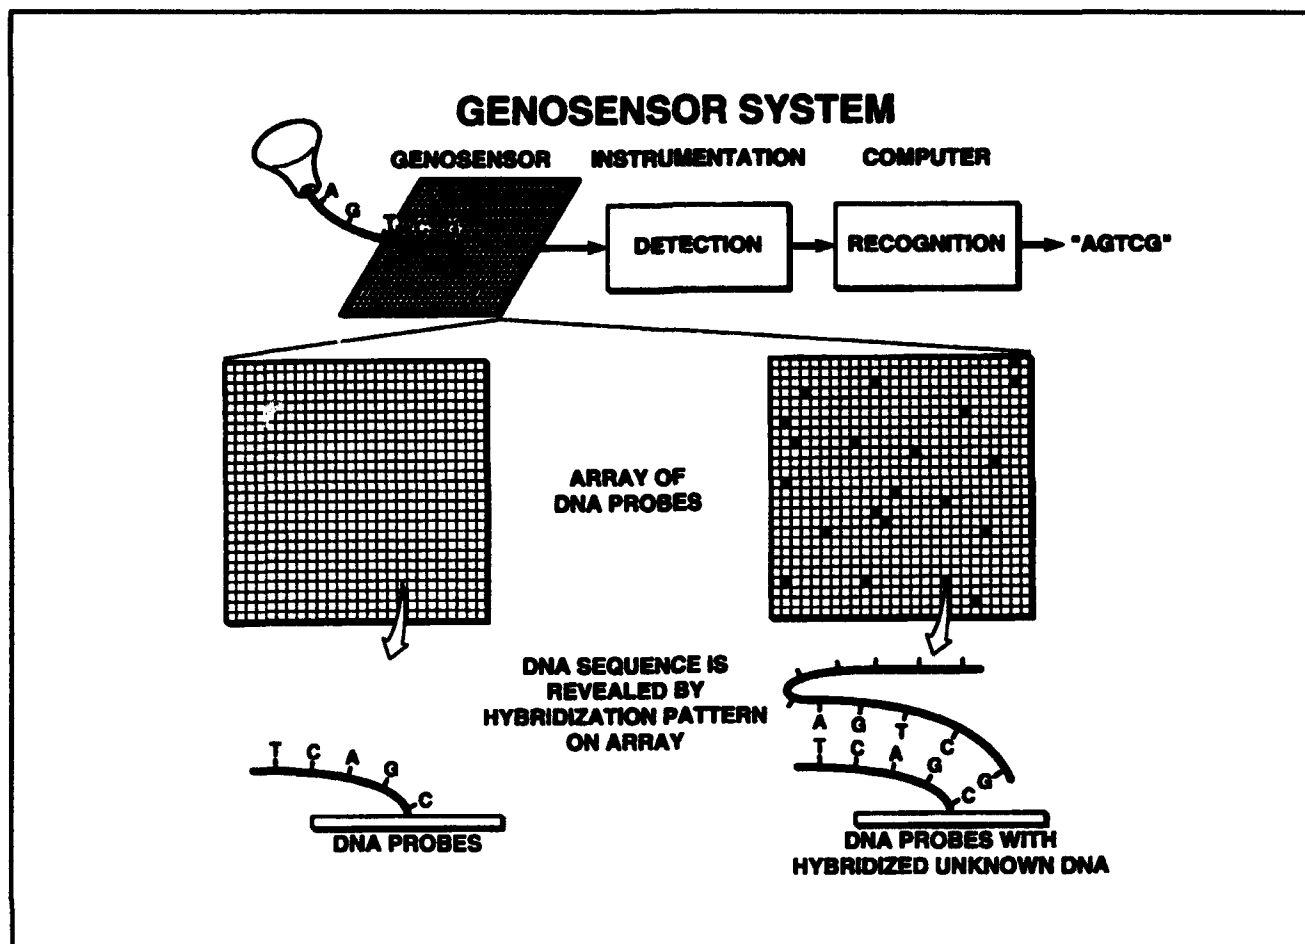 GENOSENSOR SYSTEM
GENOSENSOR INSTRUMENTATION COMPUTER
A
G
T
DETECTION
RECOGNITION
"AGTCG"
ARRAY OF
DNA PROBES
DNA SEQUENCE IS
REVEALED BY
HYBRIDIZATION PATTERN
ON ARRAY
T C A G C
DNA PROBES
A G T C G
T C A G C
DNA PROBES WITH
HYBRIDIZED UNKNOWN DNA